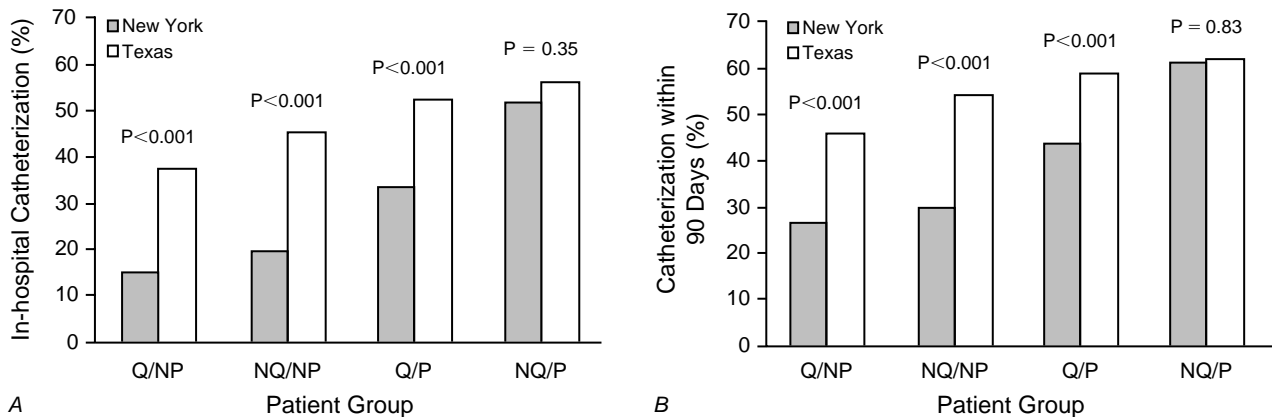 70
60
50
40
30
20
10
0
In-hospital Catheterization (%)
New York
Texas
P<0.001
P<0.001
P<0.001
P = 0.35
Q/NP NQ/NP Q/P NQ/P
Patient Group
A
70
60
50
40
30
20
10
0
Catheterization within
90 Days (%)
New York
Texas
P<0.001
P<0.001
P<0.001
P = 0.83
Q/NP NQ/NP Q/P NQ/P
Patient Group
B